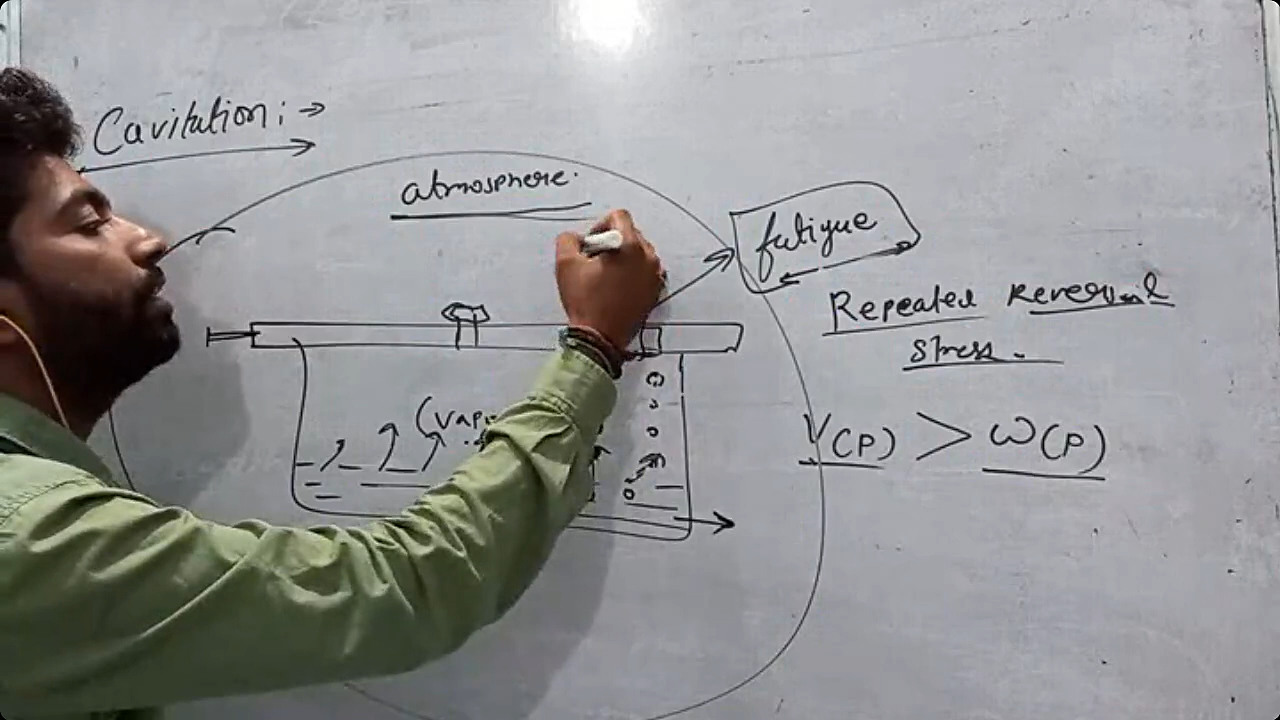 Cavitation : →
atmosphere.
fatigue
Repeated Reversal
stress.
V(P) > ω(P)